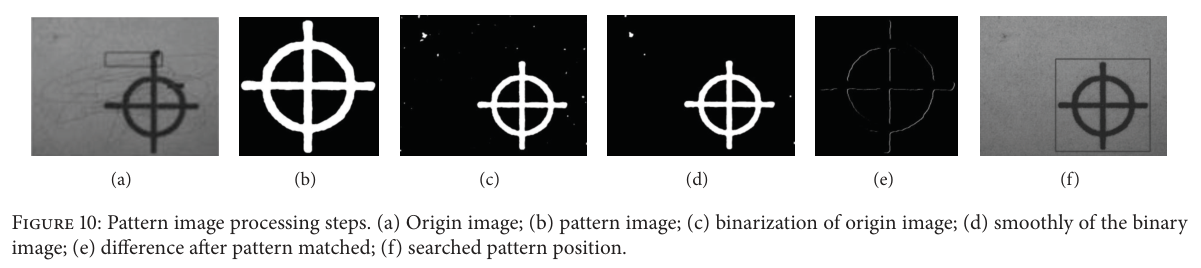 (a) (b) (c) (d) (e) (f)
FIGURE 10: Pattern image processing steps. (a) Origin image; (b) pattern image; (c) binarization of origin image; (d) smoothly of the binary
image; (e) difference after pattern matched; (f) searched pattern position.